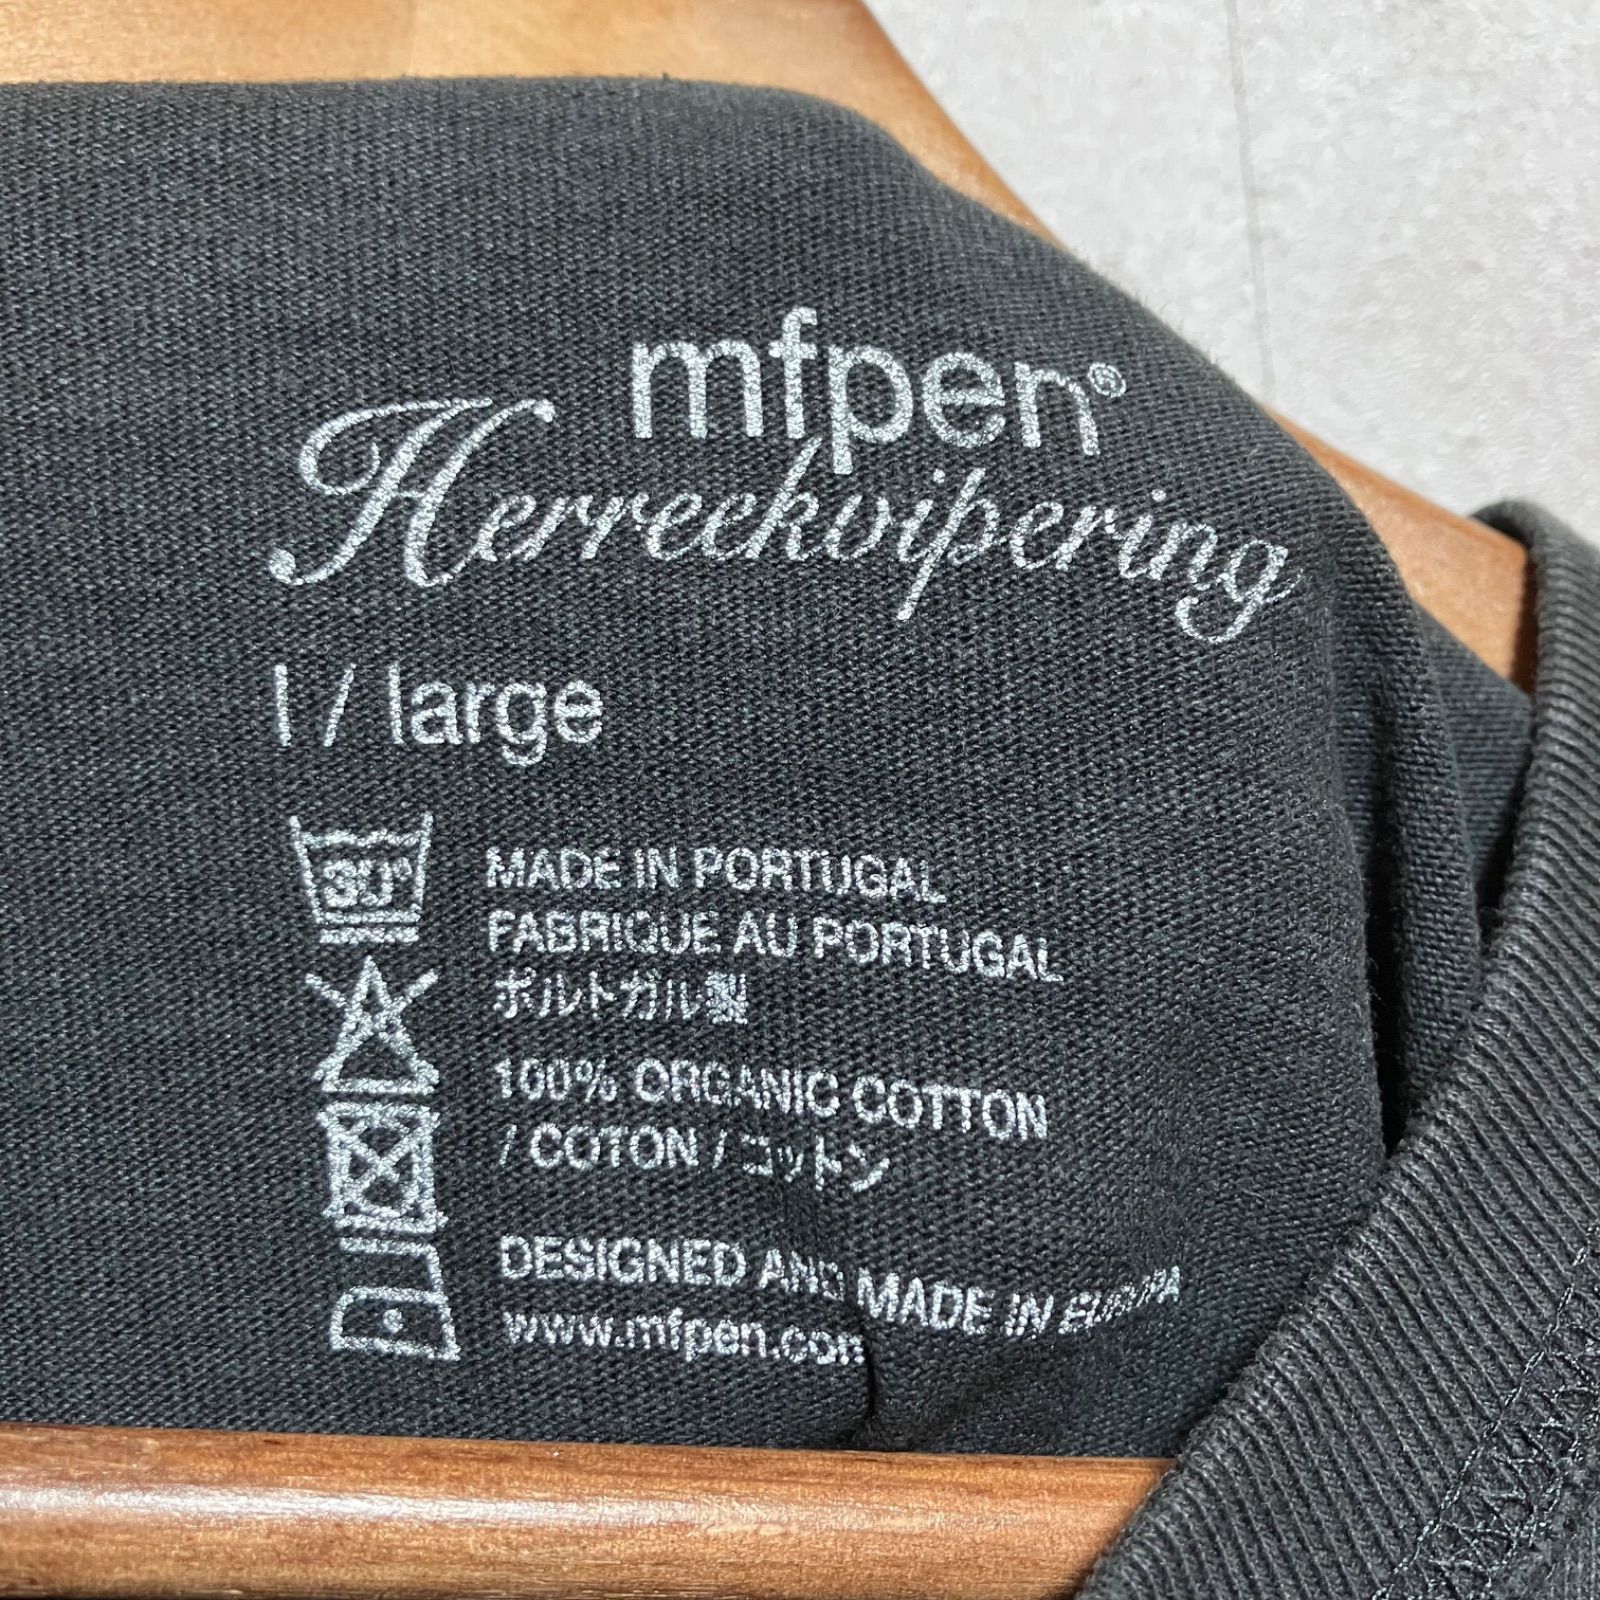 mfpen®
Herreekvipering
l / large
30°
MADE IN PORTUGAL
FABRIQUE AU PORTUGAL
ポルトガル製
100% ORGANIC COTTON
/ COTON / コットン
DESIGNED AND MADE IN EUROPA
www.mfpen.com